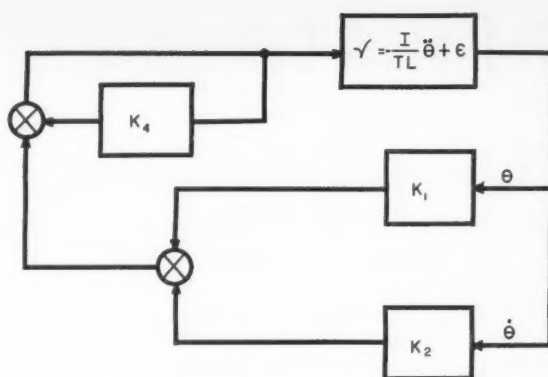 √ = -I/TL θ̈ + ε
K₄
K₁
θ
K₂
θ̇